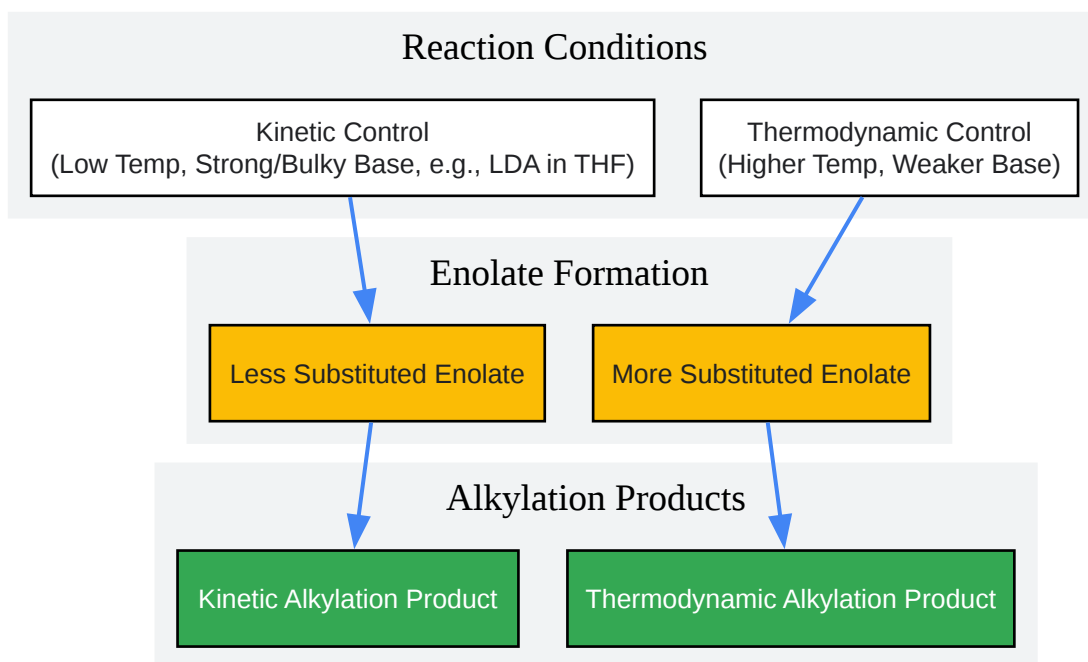 Reaction Conditions
Kinetic Control
(Low Temp, Strong/Bulky Base, e.g., LDA in THF)
Thermodynamic Control
(Higher Temp, Weaker Base)
Enolate Formation
Less Substituted Enolate
More Substituted Enolate
Alkylation Products
Kinetic Alkylation Product
Thermodynamic Alkylation Product